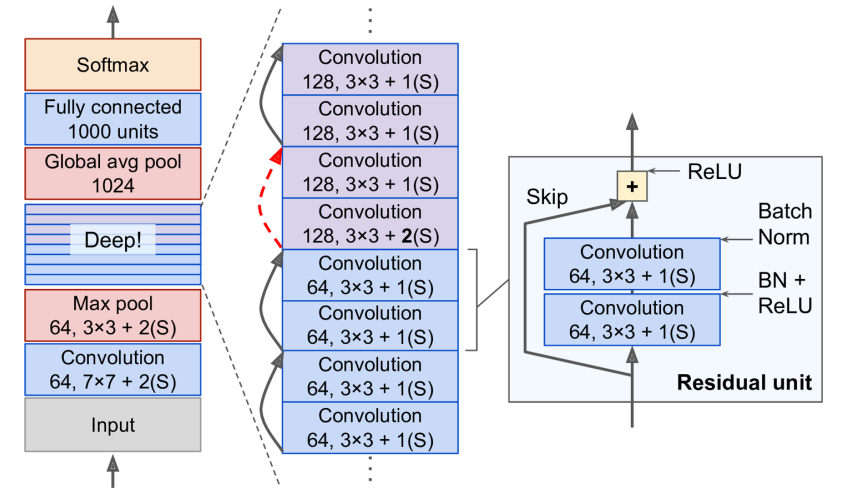 Softmax
Fully connected
1000 units
Global avg pool
1024
Deep!
Max pool
64, 3×3 + 2(S)
Convolution
64, 7×7 + 2(S)
Input
Convolution
128, 3×3 + 1(S)
Convolution
128, 3×3 + 1(S)
Convolution
128, 3×3 + 1(S)
Convolution
128, 3×3 + 2(S)
Convolution
64, 3×3 + 1(S)
Convolution
64, 3×3 + 1(S)
Convolution
64, 3×3 + 1(S)
Convolution
64, 3×3 + 1(S)
+
ReLU
Skip
Batch
Norm
Convolution
64, 3×3 + 1(S)
BN +
ReLU
Convolution
64, 3×3 + 1(S)
Residual unit